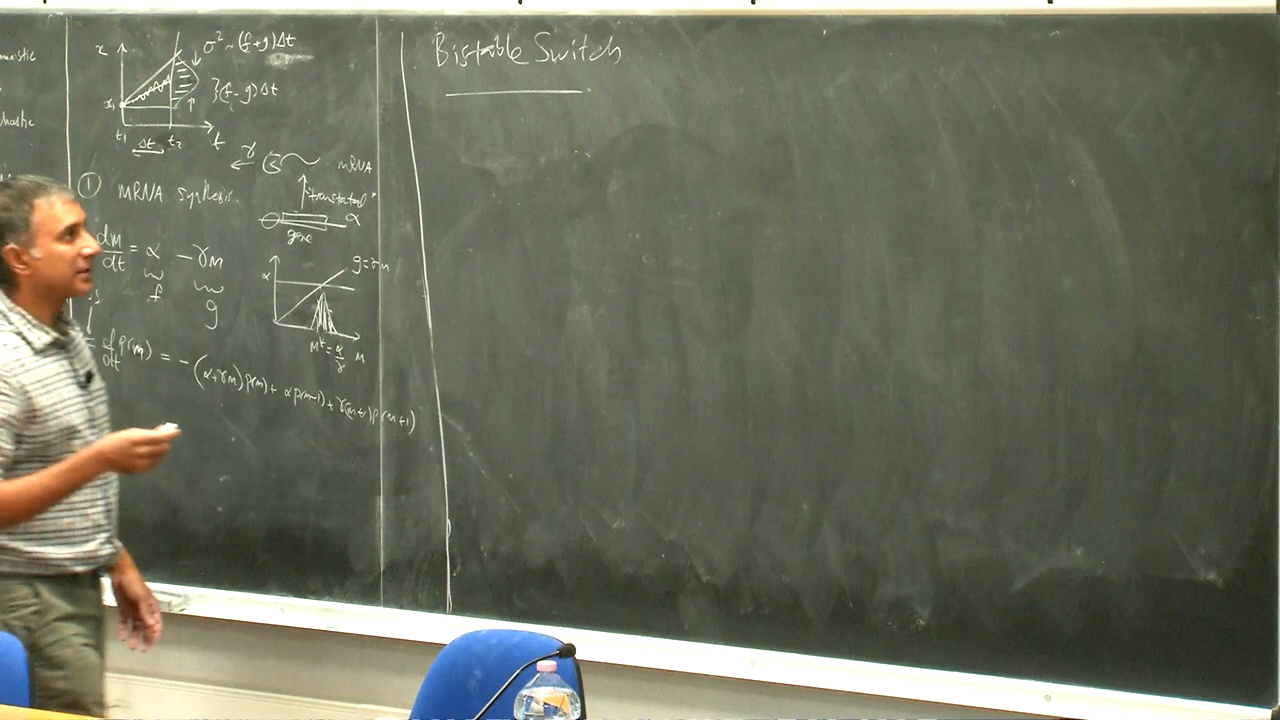 x
σ² ~ (f+g)Δt
}(f-g)Δt
x₁
t₁ Δt t₂ t
γ
mRNA
① mRNA synthesis.
α
gene
dm/dt = α - γm
f
g
α
g=γm
m* = α/γ
m
d/dt p(m) = -(α+γm)p(m) + α p(m-1) + γ(m+1)p(m+1)
Bistable Switch